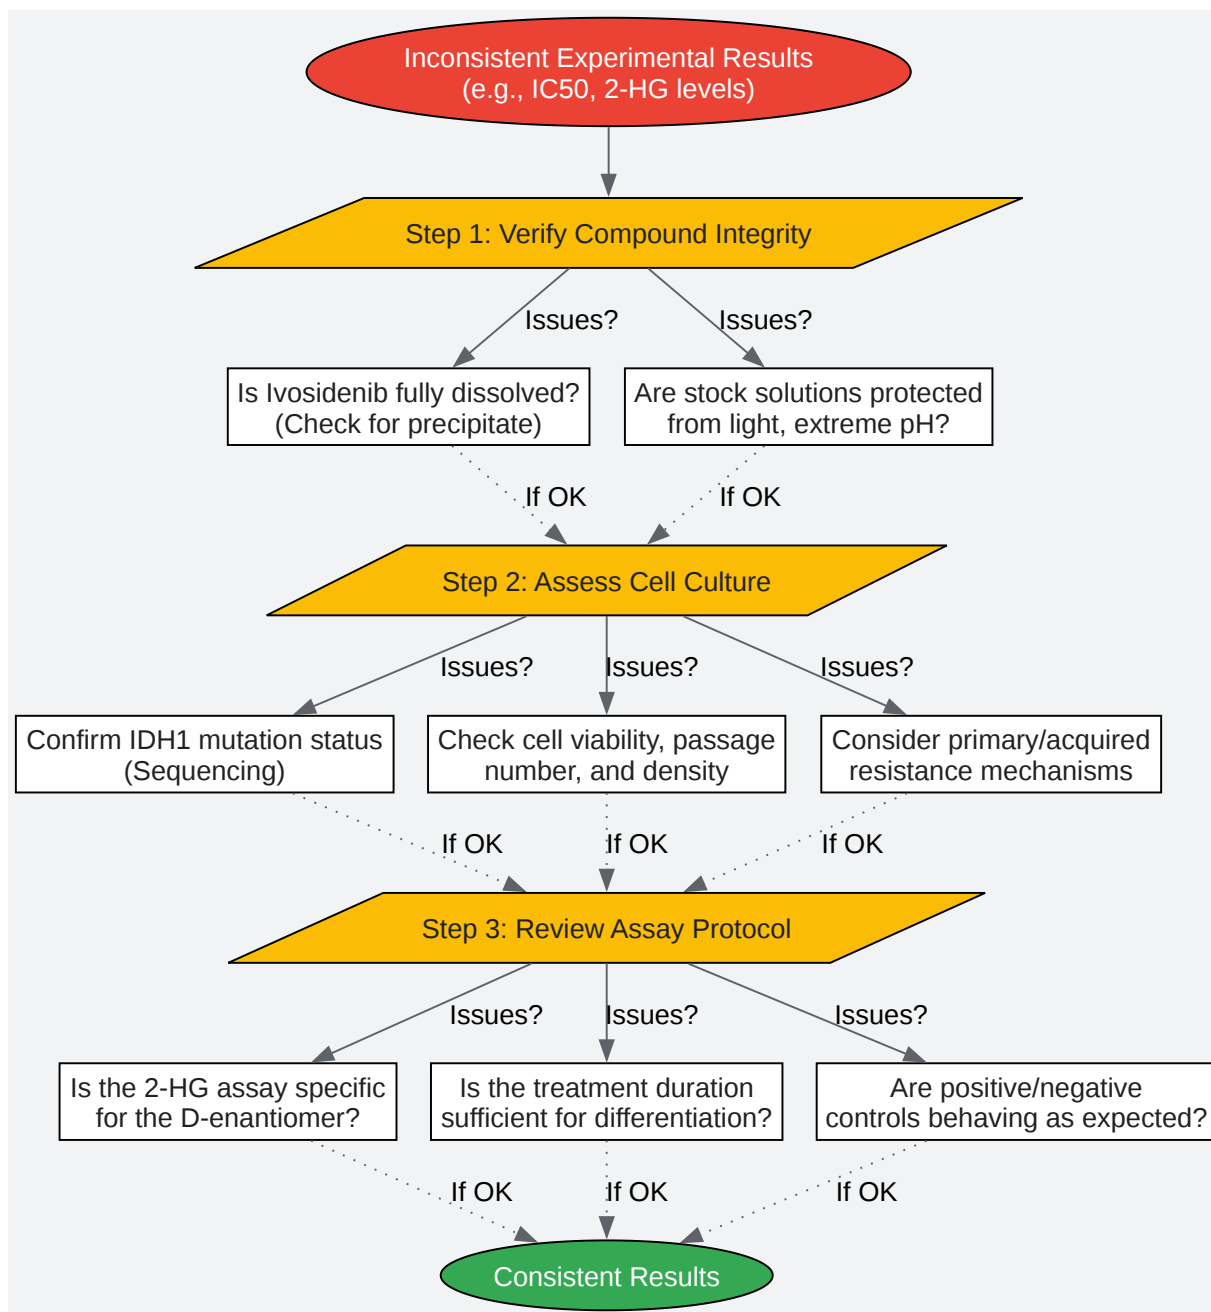 Inconsistent Experimental Results
(e.g., IC50, 2-HG levels)
Step 1: Verify Compound Integrity
Issues?
Issues?
Is Ivosidenib fully dissolved?
(Check for precipitate)
Are stock solutions protected
from light, extreme pH?
If OK
If OK
Step 2: Assess Cell Culture
Issues?
Issues?
Issues?
Confirm IDH1 mutation status
(Sequencing)
Check cell viability, passage
number, and density
Consider primary/acquired
resistance mechanisms
If OK
If OK
If OK
Step 3: Review Assay Protocol
Issues?
Issues?
Issues?
Is the 2-HG assay specific
for the D-enantiomer?
Is the treatment duration
sufficient for differentiation?
Are positive/negative
controls behaving as expected?
If OK
If OK
If OK
Consistent Results